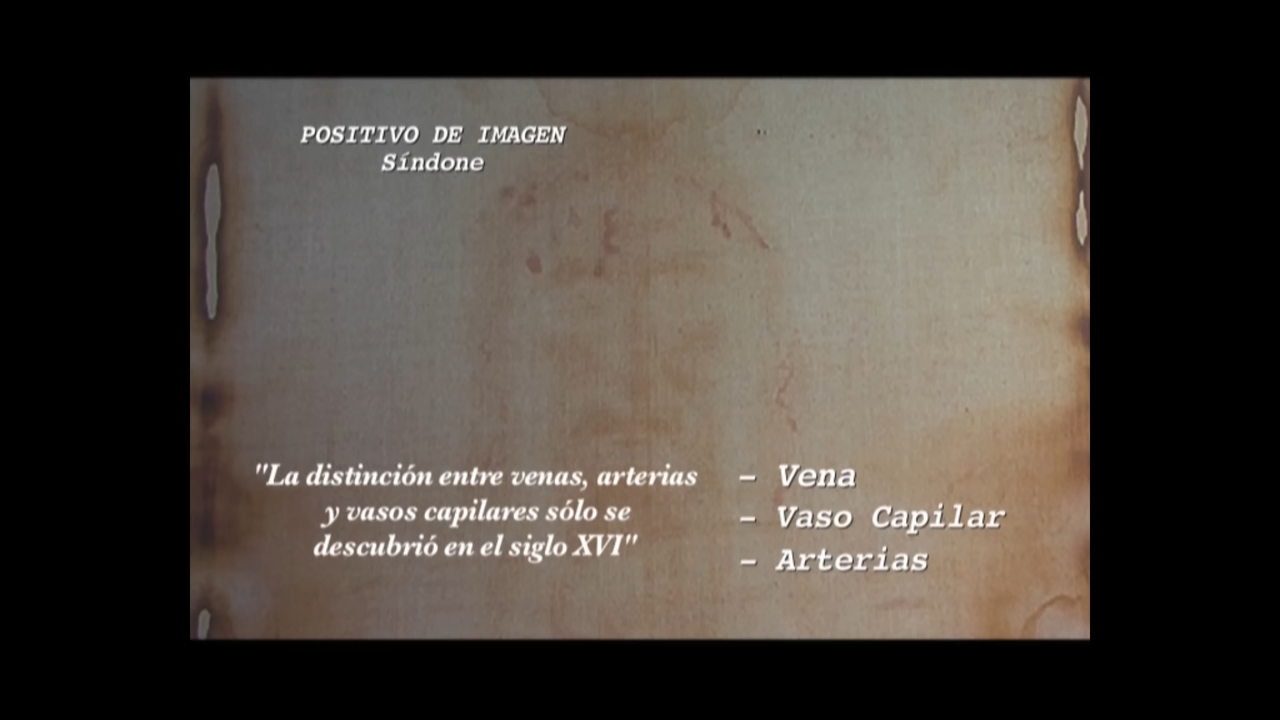 POSITIVO DE IMAGEN
Síndone
"La distinción entre venas, arterias
y vasos capilares sólo se
descubrió en el siglo XVI"
- Vena
- Vaso Capilar
- Arterias